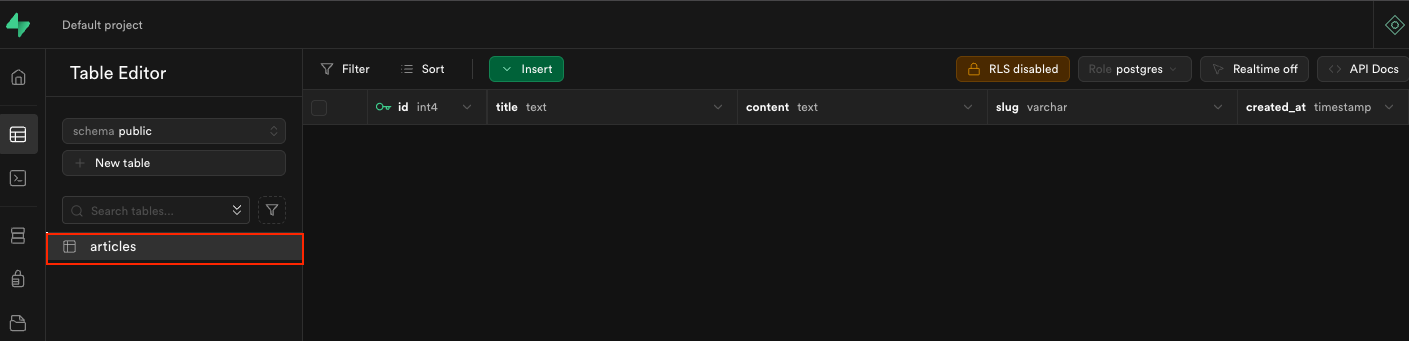 Default project
Table Editor
Filter
Sort
Insert
RLS disabled
Role postgres
Realtime off
API Docs
id int4
title text
content text
slug varchar
created_at timestamp
schema public
New table
Search tables...
articles